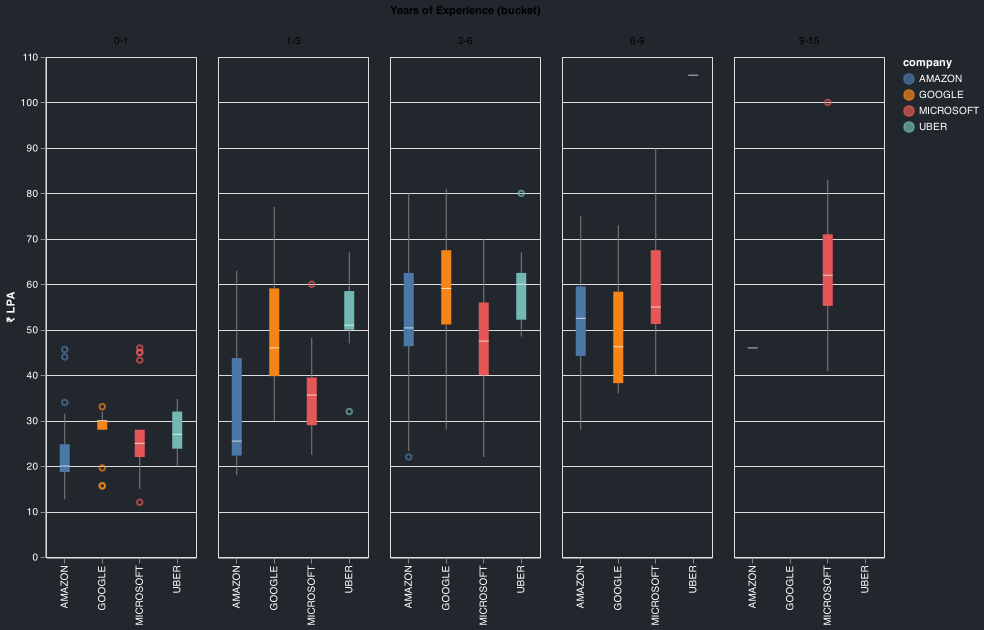 Years of Experience (bucket)
0-1 1-3 3-6 6-9 9-15
110
100
90
80
70
60
50
40
30
20
10
0
₹ LPA
AMAZON GOOGLE MICROSOFT UBER
AMAZON GOOGLE MICROSOFT UBER
AMAZON GOOGLE MICROSOFT UBER
AMAZON GOOGLE MICROSOFT UBER
AMAZON GOOGLE MICROSOFT UBER
company
AMAZON
GOOGLE
MICROSOFT
UBER